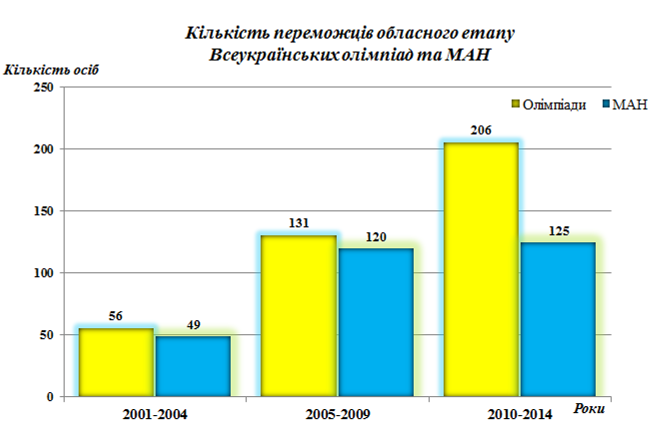 Кількість переможців обласного етапу
Всеукраїнських олімпіад та МАН
Кількість осіб
250
200
150
100
50
0
Олімпіади
МАН
56
49
131
120
206
125
2001-2004
2005-2009
2010-2014
Роки